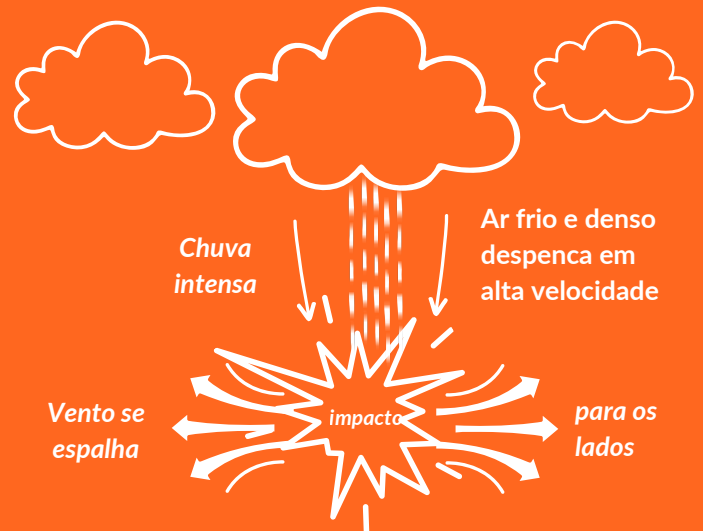 Chuva
intensa
Ar frio e denso
despenca em
alta velocidade
Vento se
espalha
impacto
para os
lados